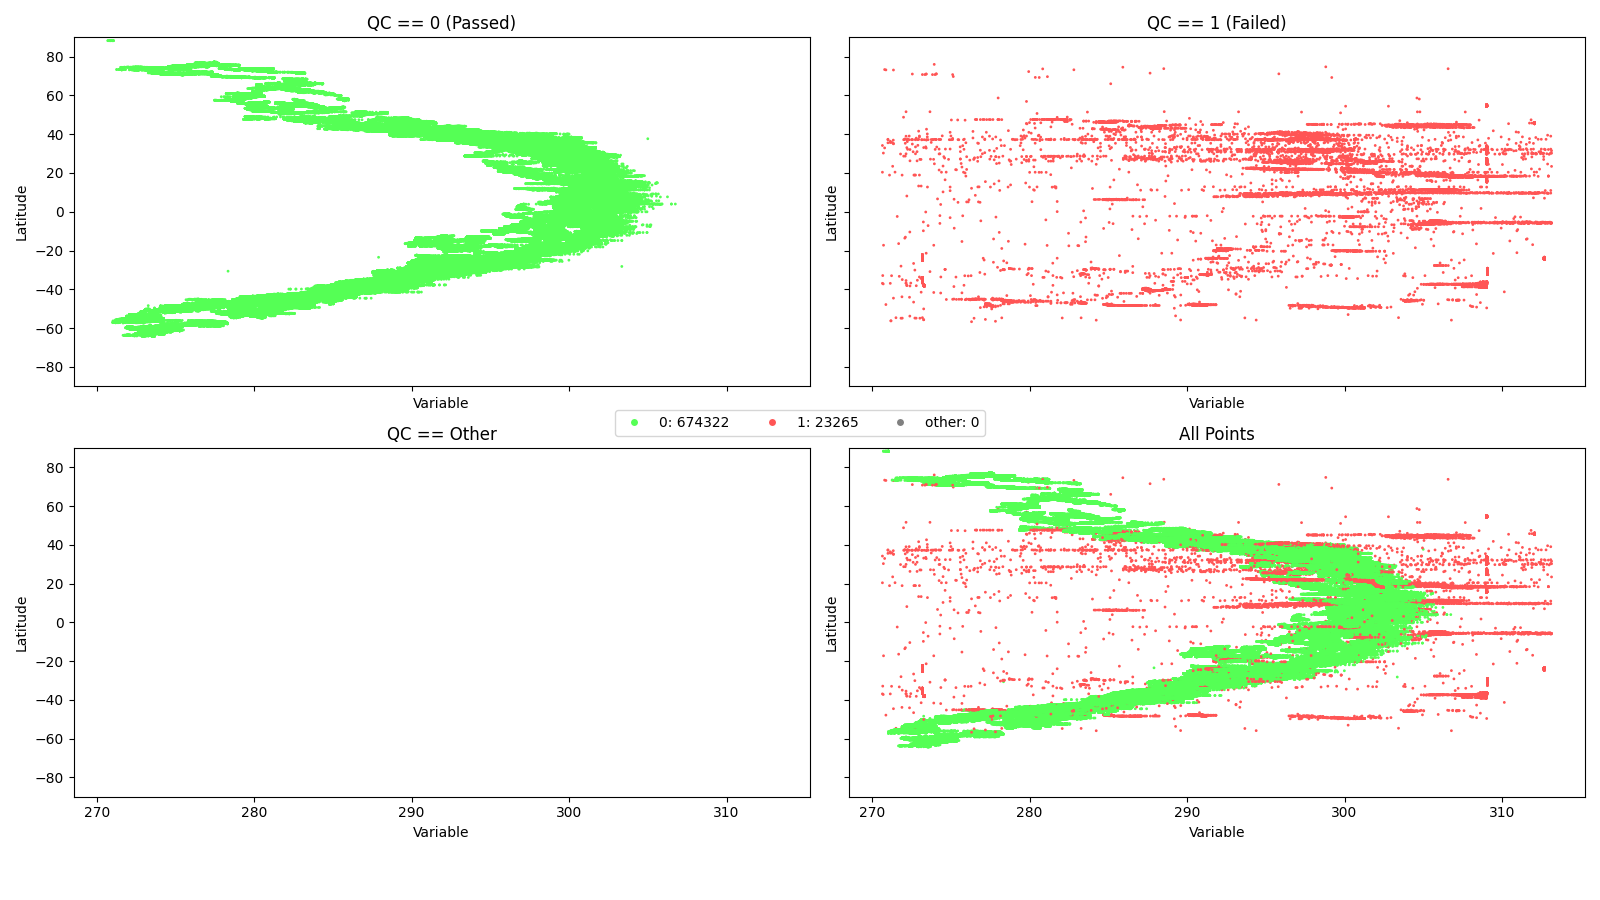 QC == 0 (Passed)
QC == 1 (Failed)
80
60
40
20
0
−20
−40
−60
−80
Latitude
Latitude
Variable
Variable
0: 674322 1: 23265 other: 0
QC == Other
All Points
80
60
40
20
0
−20
−40
−60
−80
Latitude
Latitude
270 280 290 300 310
270 280 290 300 310
Variable
Variable